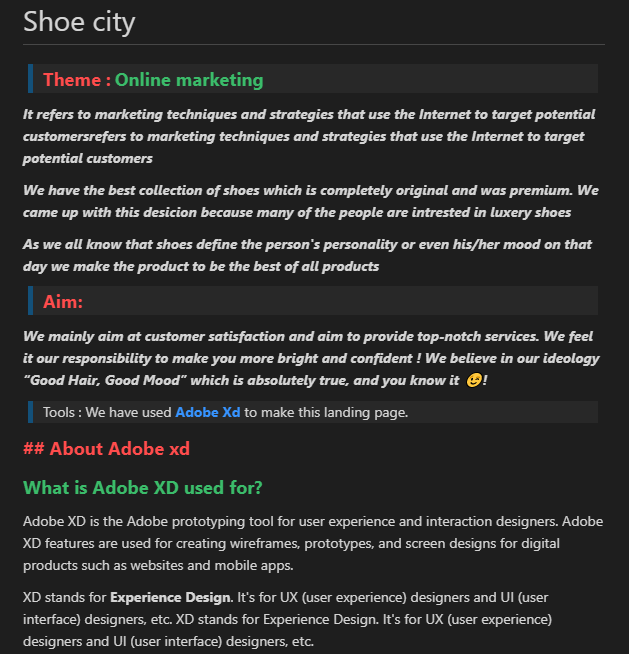 Shoe city
Theme : Online marketing
It refers to marketing techniques and strategies that use the Internet to target potential
customersrefers to marketing techniques and strategies that use the Internet to target
potential customers
We have the best collection of shoes which is completely original and was premium. We
came up with this desicion because many of the people are intrested in luxery shoes
As we all know that shoes define the person's personality or even his/her mood on that
day we make the product to be the best of all products
Aim:
We mainly aim at customer satisfaction and aim to provide top-notch services. We feel
it our responsibility to make you more bright and confident ! We believe in our ideology
“Good Hair, Good Mood” which is absolutely true, and you know it 😉!
Tools : We have used Adobe Xd to make this landing page.
## About Adobe xd
What is Adobe XD used for?
Adobe XD is the Adobe prototyping tool for user experience and interaction designers. Adobe
XD features are used for creating wireframes, prototypes, and screen designs for digital
products such as websites and mobile apps.
XD stands for Experience Design. It's for UX (user experience) designers and UI (user
interface) designers, etc. XD stands for Experience Design. It's for UX (user experience)
designers and UI (user interface) designers, etc.